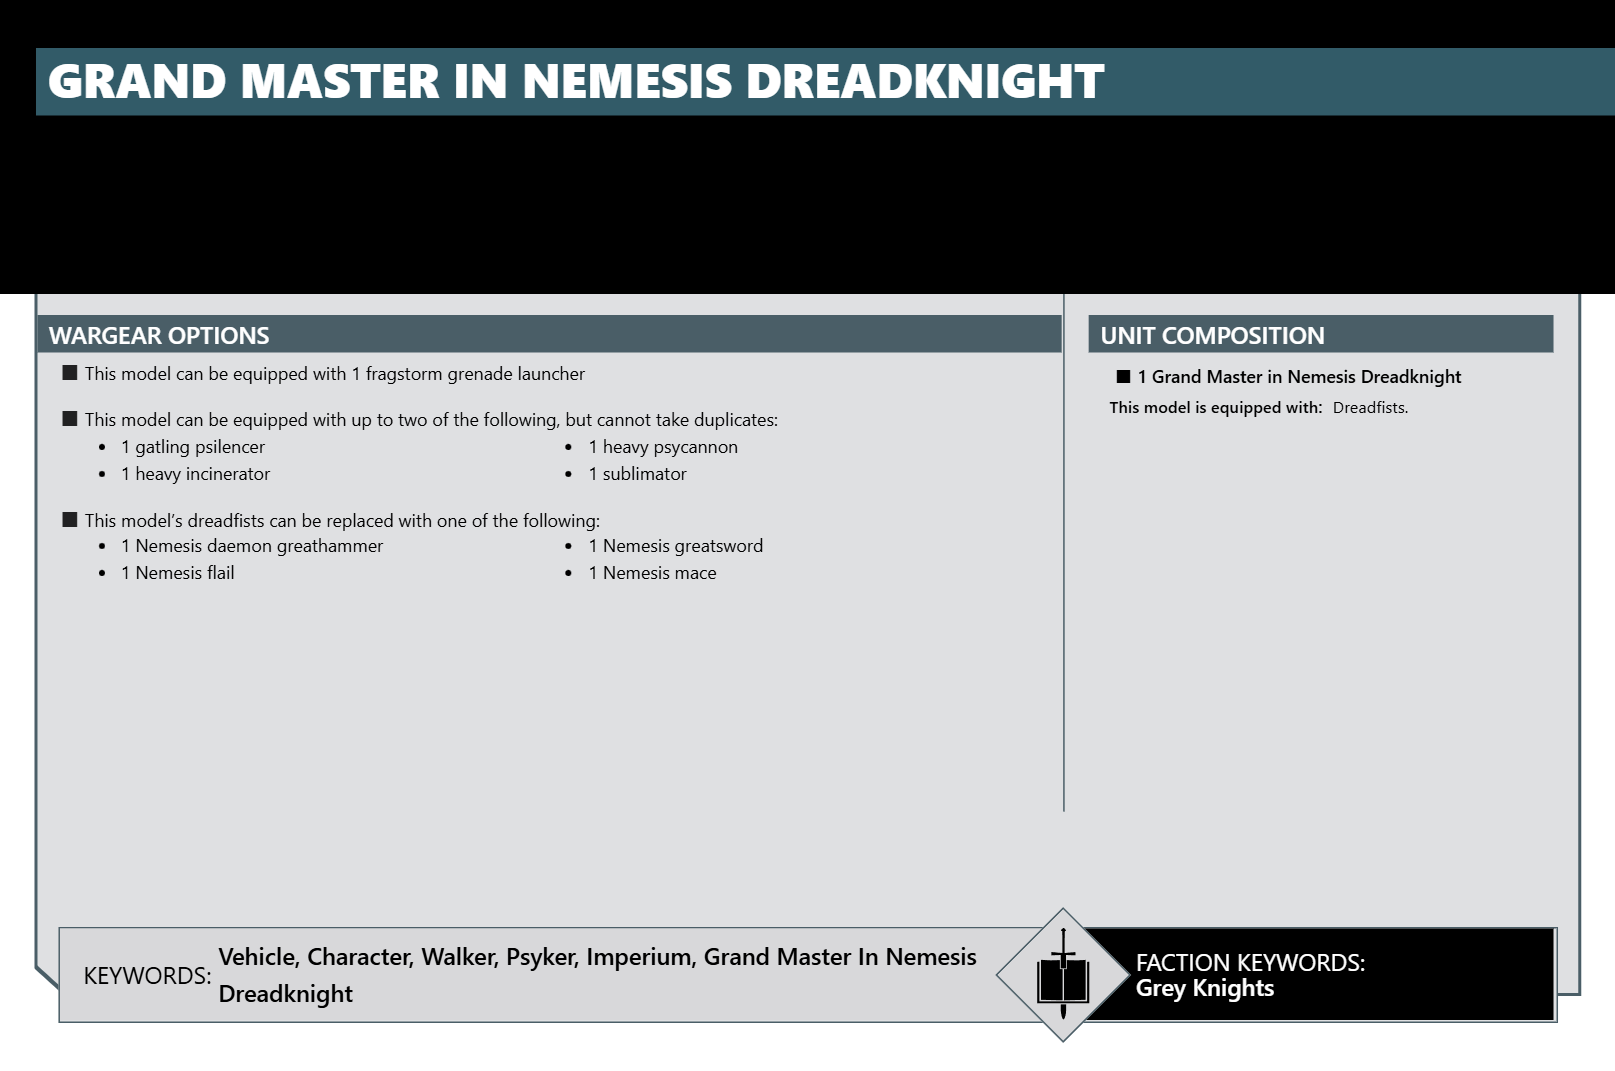 GRAND MASTER IN NEMESIS DREADKNIGHT
WARGEAR OPTIONS
This model can be equipped with 1 fragstorm grenade launcher
This model can be equipped with up to two of the following, but cannot take duplicates:
• 1 gatling psilencer
• 1 heavy incinerator
• 1 heavy psycannon
• 1 sublimator
This model’s dreadfists can be replaced with one of the following:
• 1 Nemesis daemon greathammer
• 1 Nemesis flail
• 1 Nemesis greatsword
• 1 Nemesis mace
UNIT COMPOSITION
1 Grand Master in Nemesis Dreadknight
This model is equipped with: Dreadfists.
KEYWORDS: Vehicle, Character, Walker, Psyker, Imperium, Grand Master In Nemesis
Dreadknight
FACTION KEYWORDS:
Grey Knights